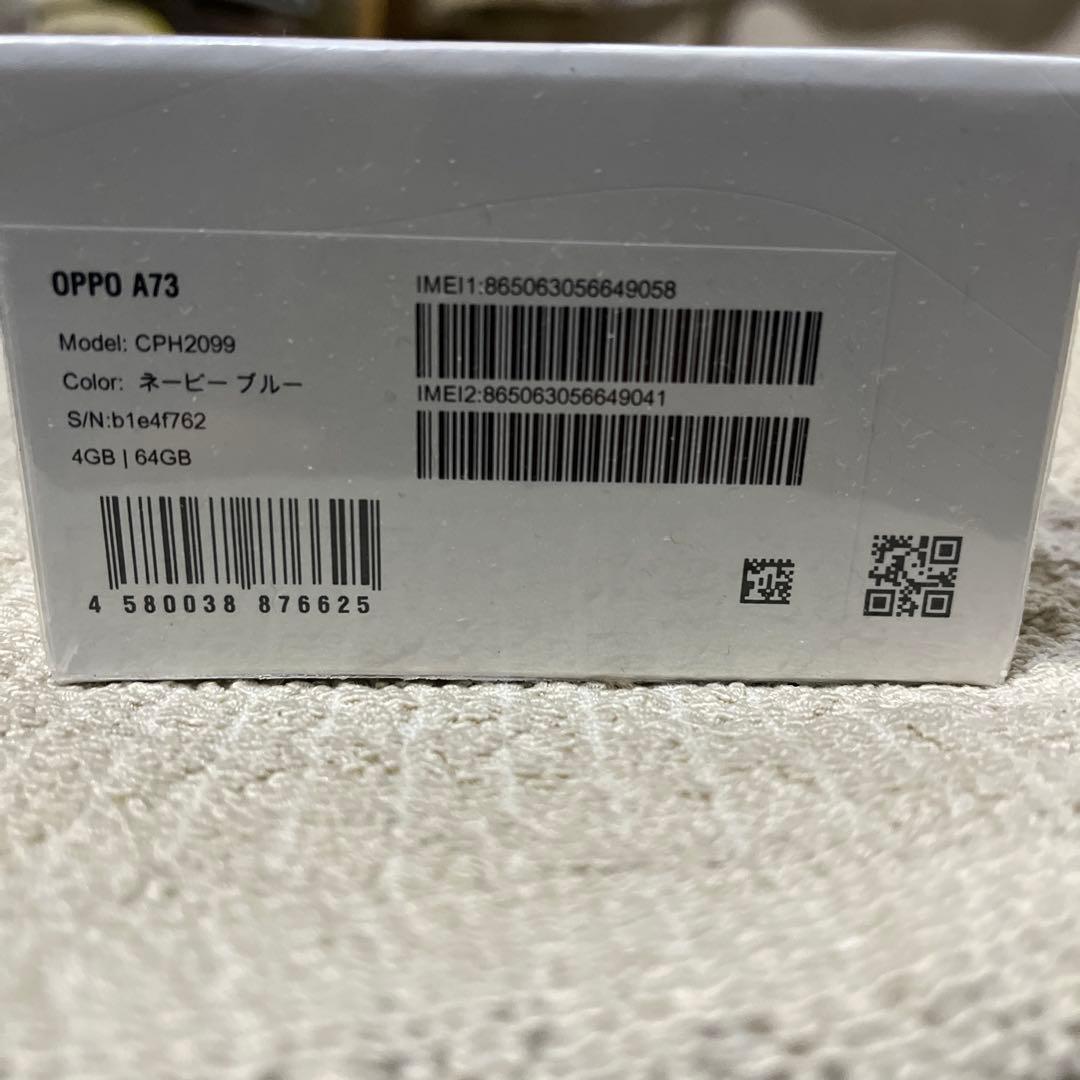 OPPO A73
Model: CPH2099
Color: ネービー ブルー
S/N:b1e4f762
4GB | 64GB
4 580038 876625
IMEI1:865063056649058
IMEI2:865063056649041